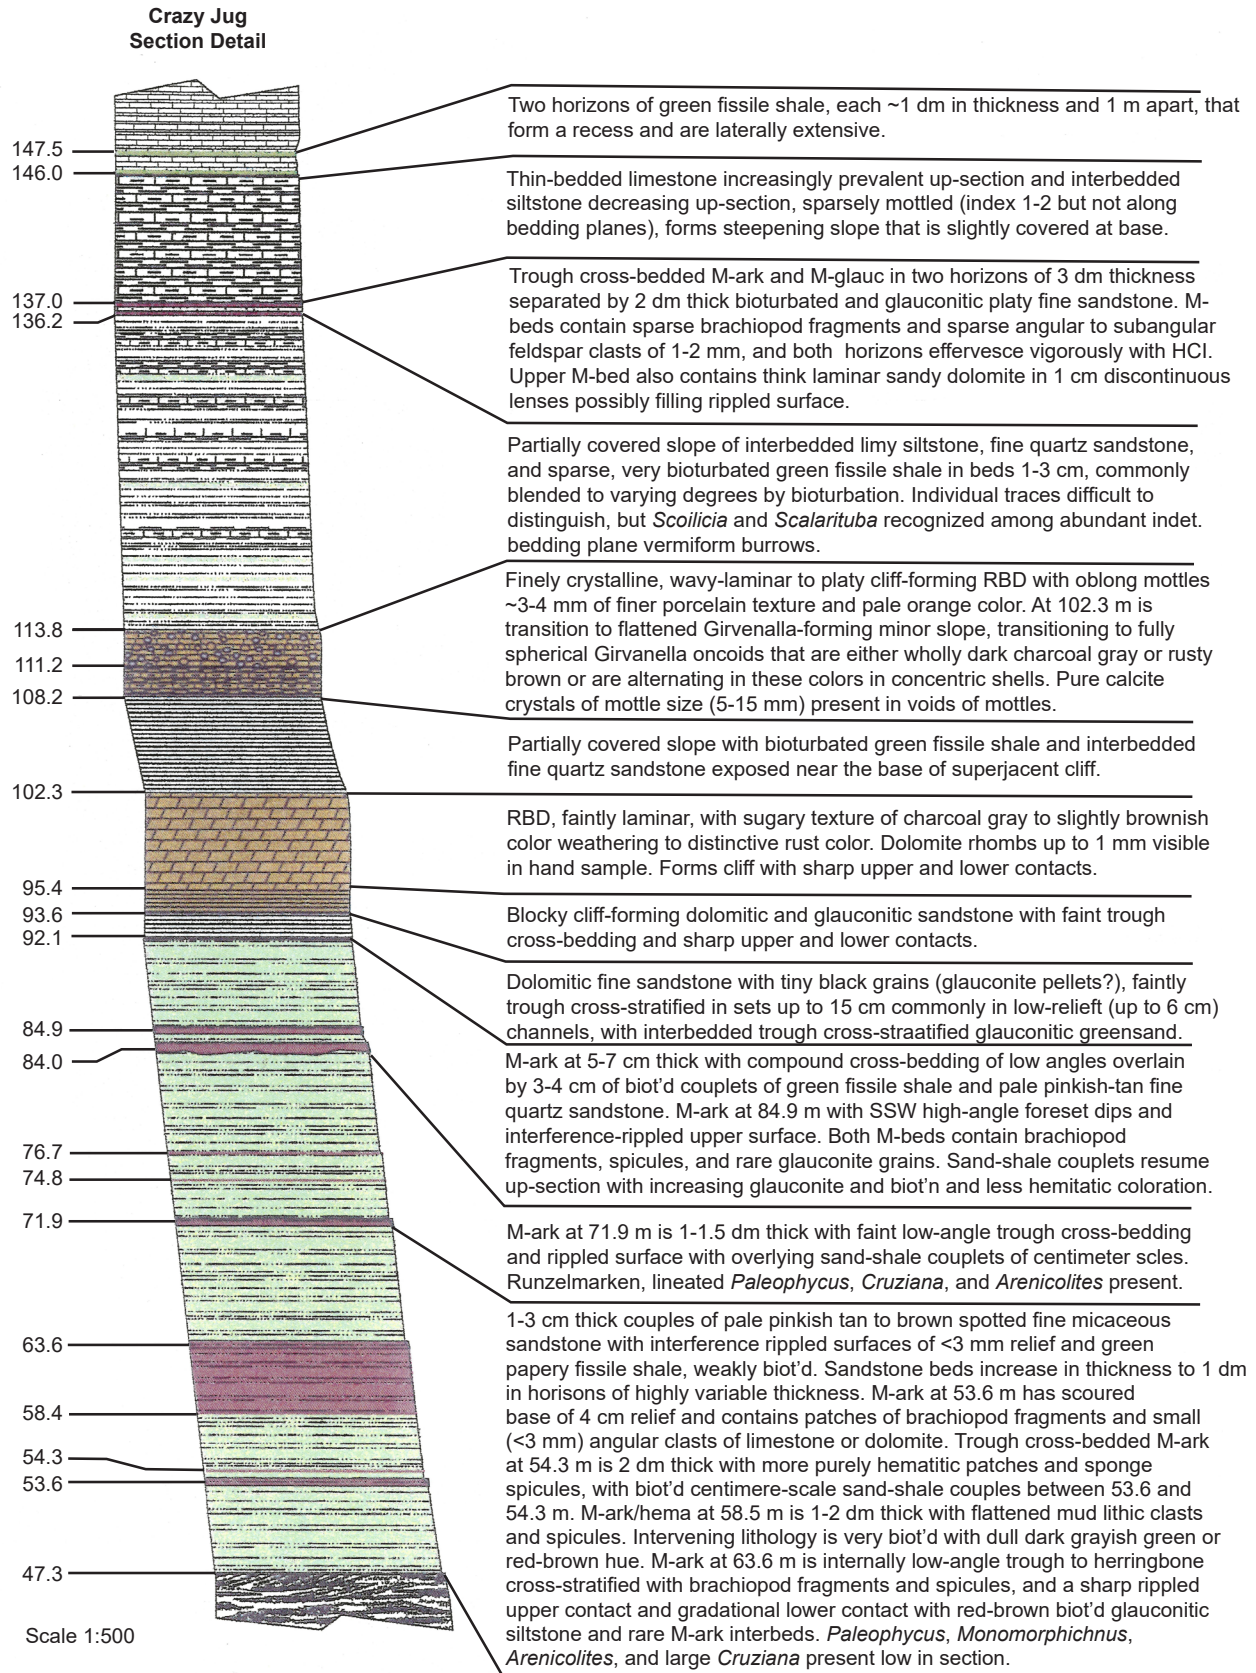 Crazy Jug
Section Detail
Two horizons of green fissile shale, each ~1 dm in thickness and 1 m apart, that
form a recess and are laterally extensive.
147.5
146.0
Thin-bedded limestone increasingly prevalent up-section and interbedded
siltstone decreasing up-section, sparsely mottled (index 1-2 but not along
bedding planes), forms steepening slope that is slightly covered at base.
137.0
136.2
Trough cross-bedded M-ark and M-glauc in two horizons of 3 dm thickness
separated by 2 dm thick bioturbated and glauconitic platy fine sandstone. M-
beds contain sparse brachiopod fragments and sparse angular to subangular
feldspar clasts of 1-2 mm, and both horizons effervesce vigorously with HCI.
Upper M-bed also contains think laminar sandy dolomite in 1 cm discontinuous
lenses possibly filling rippled surface.
Partially covered slope of interbedded limy siltstone, fine quartz sandstone,
and sparse, very bioturbated green fissile shale in beds 1-3 cm, commonly
blended to varying degrees by bioturbation. Individual traces difficult to
distinguish, but Scoilicia and Scalarituba recognized among abundant indet.
bedding plane vermiform burrows.
113.8
111.2
108.2
Finely crystalline, wavy-laminar to platy cliff-forming RBD with oblong mottles
~3-4 mm of finer porcelain texture and pale orange color. At 102.3 m is
transition to flattened Girvenalla-forming minor slope, transitioning to fully
spherical Girvanella oncoids that are either wholly dark charcoal gray or rusty
brown or are alternating in these colors in concentric shells. Pure calcite
crystals of mottle size (5-15 mm) present in voids of mottles.
Partially covered slope with bioturbated green fissile shale and interbedded
fine quartz sandstone exposed near the base of superjacent cliff.
102.3
RBD, faintly laminar, with sugary texture of charcoal gray to slightly brownish
color weathering to distinctive rust color. Dolomite rhombs up to 1 mm visible
in hand sample. Forms cliff with sharp upper and lower contacts.
95.4
93.6
92.1
Blocky cliff-forming dolomitic and glauconitic sandstone with faint trough
cross-bedding and sharp upper and lower contacts.
Dolomitic fine sandstone with tiny black grains (glauconite pellets?), faintly
trough cross-stratified in sets up to 15 cm commonly in low-relieft (up to 6 cm)
channels, with interbedded trough cross-straatified glauconitic greensand.
84.9
84.0
M-ark at 5-7 cm thick with compound cross-bedding of low angles overlain
by 3-4 cm of biot'd couplets of green fissile shale and pale pinkish-tan fine
quartz sandstone. M-ark at 84.9 m with SSW high-angle foreset dips and
interference-rippled upper surface. Both M-beds contain brachiopod
fragments, spicules, and rare glauconite grains. Sand-shale couplets resume
up-section with increasing glauconite and biot'n and less hemitatic coloration.
76.7
74.8
71.9
M-ark at 71.9 m is 1-1.5 dm thick with faint low-angle trough cross-bedding
and rippled surface with overlying sand-shale couplets of centimeter scles.
Runzelmarken, lineated Paleophycus, Cruziana, and Arenicolites present.
63.6
58.4
54.3
53.6
47.3
1-3 cm thick couples of pale pinkish tan to brown spotted fine micaceous
sandstone with interference rippled surfaces of <3 mm relief and green
papery fissile shale, weakly biot'd. Sandstone beds increase in thickness to 1 dm
in horisons of highly variable thickness. M-ark at 53.6 m has scoured
base of 4 cm relief and contains patches of brachiopod fragments and small
(<3 mm) angular clasts of limestone or dolomite. Trough cross-bedded M-ark
at 54.3 m is 2 dm thick with more purely hematitic patches and sponge
spicules, with biot'd centimere-scale sand-shale couples between 53.6 and
54.3 m. M-ark/hema at 58.5 m is 1-2 dm thick with flattened mud lithic clasts
and spicules. Intervening lithology is very biot'd with dull dark grayish green or
red-brown hue. M-ark at 63.6 m is internally low-angle trough to herringbone
cross-stratified with brachiopod fragments and spicules, and a sharp rippled
upper contact and gradational lower contact with red-brown biot'd glauconitic
siltstone and rare M-ark interbeds. Paleophycus, Monomorphichnus,
Arenicolites, and large Cruziana present low in section.
Scale 1:500